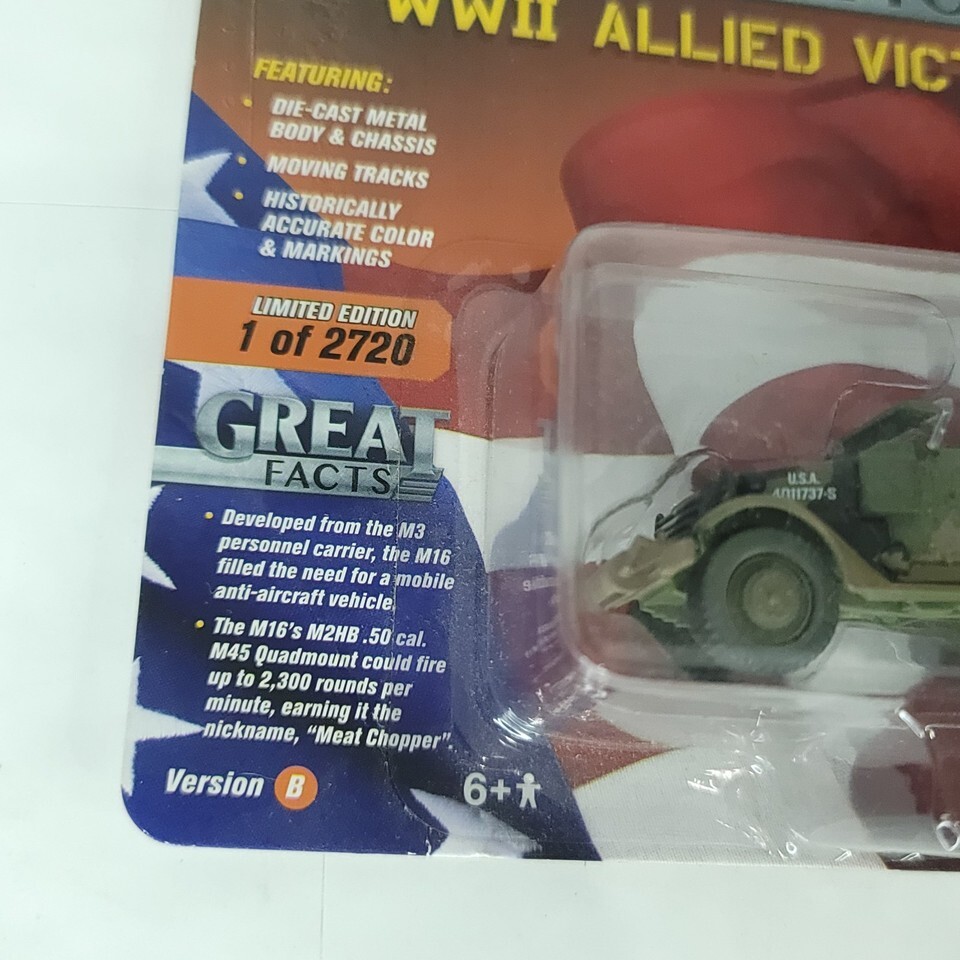 WWII ALLIED VICT
FEATURING:
• DIE-CAST METAL
BODY & CHASSIS
• MOVING TRACKS
• HISTORICALLY
ACCURATE COLOR
& MARKINGS
LIMITED EDITION
1 of 2720
GREAT
FACTS
• Developed from the M3
personnel carrier, the M16
filled the need for a mobile
anti-aircraft vehicle
• The M16's M2HB .50 cal.
M45 Quadmount could fire
up to 2,300 rounds per
minute, earning it the
nickname, "Meat Chopper".
Version B
6+
U.S.A.
4011737-S